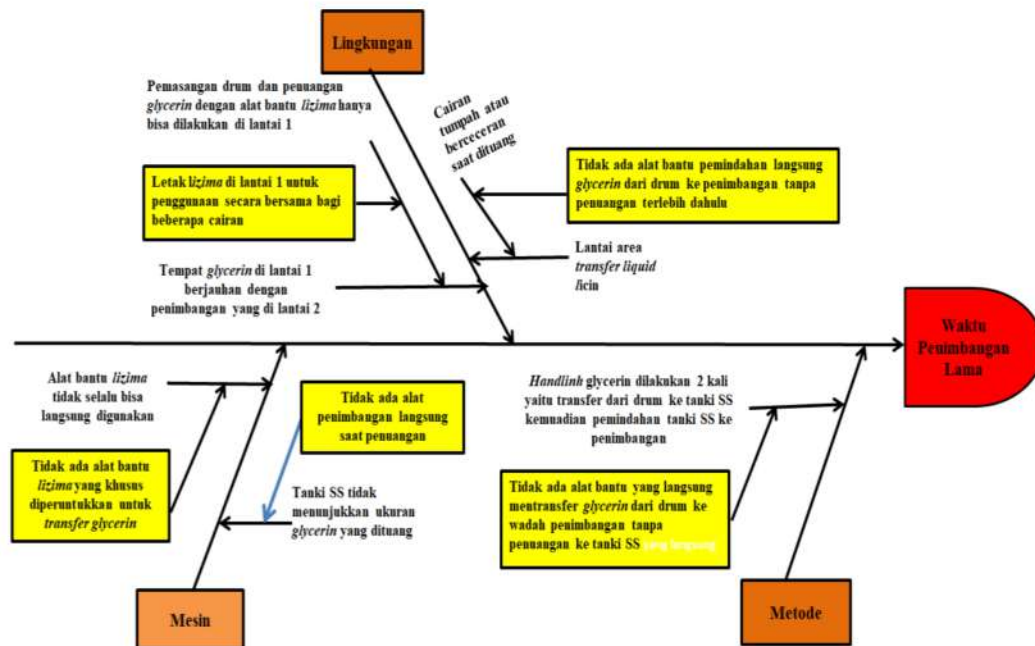 Lingkungan
Pemasangan drum dan penuangan
glycerin dengan alat bantu lizima hanya
bisa dilakukan di lantai 1
Cairan
tumpah atau
berceceran
saat dituang
Tidak ada alat bantu pemindahan langsung
glycerin dari drum ke penimbangan tanpa
penuangan terlebih dahulu
Letak lizima di lantai 1 untuk
penggunaan secara bersama bagi
beberapa cairan
Lantai area
transfer liquid
licin
Tempat glycerin di lantai 1
berjauhan dengan
penimbangan yang di lantai 2
Waktu
Penimbangan
Lama
Alat bantu lizima
tidak selalu bisa
langsung digunakan
Tidak ada alat
penimbangan langsung
saat penuangan
Handlinh glycerin dilakukan 2 kali
yaitu transfer dari drum ke tanki SS
kemuadian pemindahan tanki SS ke
penimbangan
Tidak ada alat bantu
lizima yang khusus
diperuntukkan untuk
transfer glycerin
Tanki SS tidak
menunjukkan ukuran
glycerin yang dituang
Tidak ada alat bantu yang langsung
mentransfer glycerin dari drum ke
wadah penimbangan tanpa
penuangan ke tanki SS yang langsung
Mesin
Metode